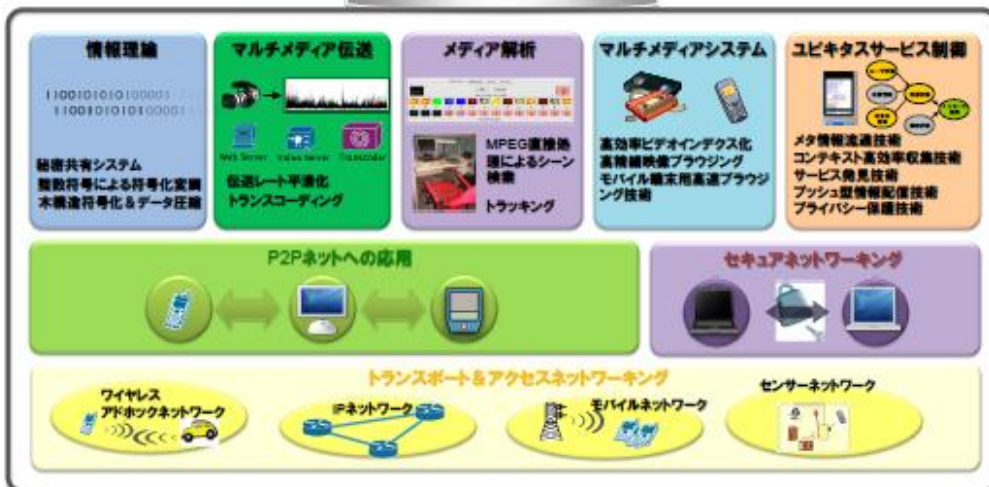 情報理論
1100101010100001
11001010101000011
秘密共有システム
整数符号による符号化変調
木構造符号化&データ圧縮
マルチメディア伝送
Web Server
Video Server
Transcoder
伝送レート平滑化
トランスコーディング
メディア解析
MPEG直接処
理によるシーン
検索
トラッキング
マルチメディアシステム
高効率ビデオインデクス化
高精細映像ブラウジング
モバイル端末用高速ブラウジ
ング技術
ユビキタスサービス制御
メタ情報流通技術
コンテキスト高効率収集技術
サービス発見技術
プッシュ型情報配信技術
プライバシー保護技術
P2Pネットへの応用
セキュアネットワーキング
トランスポート&アクセスネットワーキング
ワイヤレス
アドホックネットワーク
IPネットワーク
モバイルネットワーク
センサーネットワーク